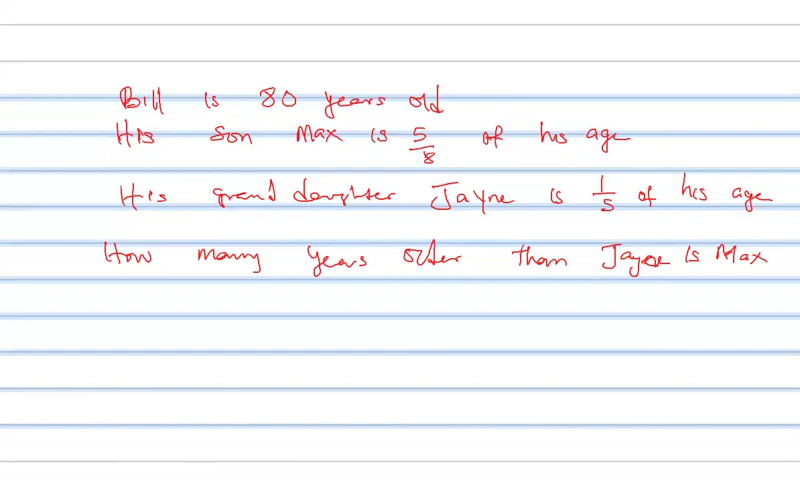 Bill is 80 years old
His son Max is 5/8 of his age
His grand daughter Jayne is 1/5 of his age
How many years older than Jayne is Max